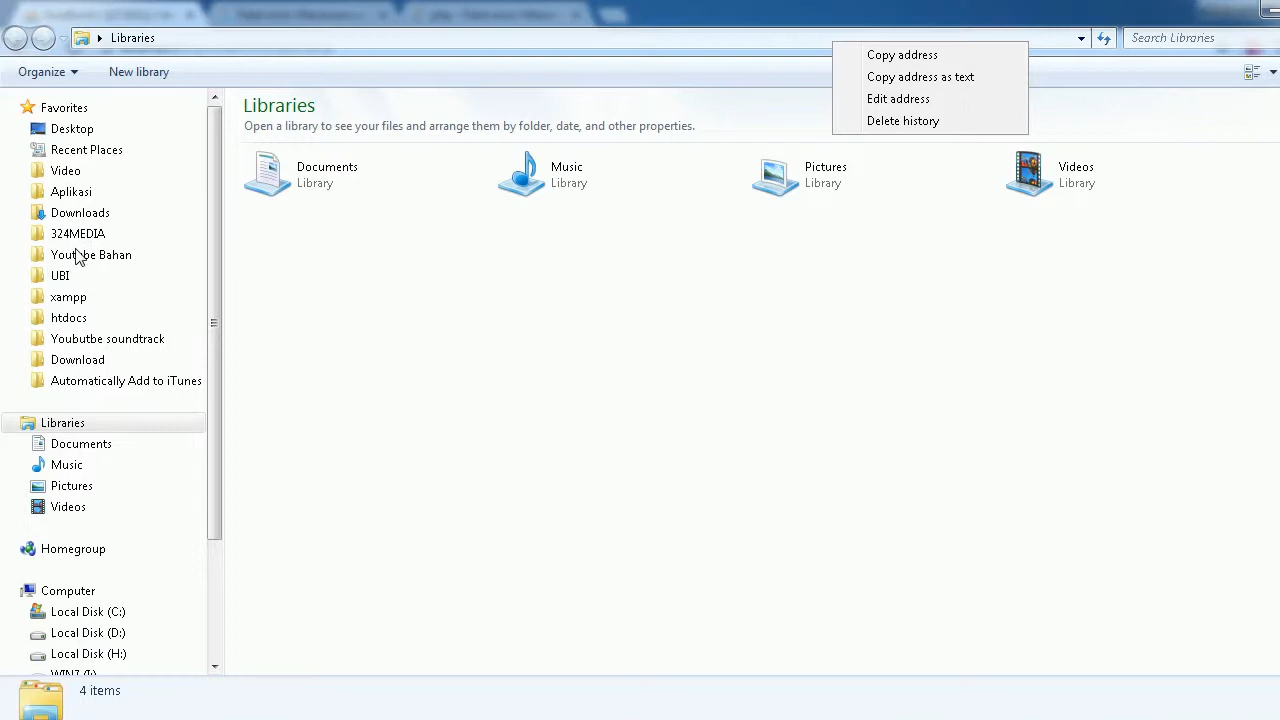 Libraries
Search Libraries
Copy address
Copy address as text
Edit address
Delete history
Organize
New library
Favorites
Desktop
Recent Places
Video
Aplikasi
Downloads
324MEDIA
Youtube Bahan
UBI
xampp
htdocs
Youbutbe soundtrack
Download
Automatically Add to iTunes
Libraries
Documents
Music
Pictures
Videos
Homegroup
Computer
Local Disk (C:)
Local Disk (D:)
Local Disk (H:)
Libraries
Open a library to see your files and arrange them by folder, date, and other properties.
Documents
Library
Music
Library
Pictures
Library
Videos
Library
4 items